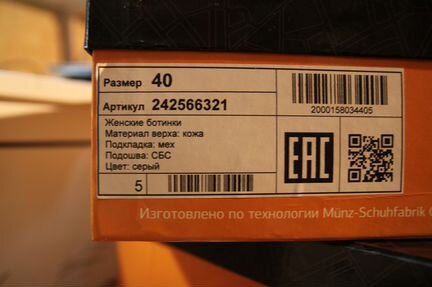 Размер 40
Артикул 242566321
Женские ботинки
Материал верха: кожа
Подкладка: мех
Подошва: СБС
Цвет: серый
5
2000158034405
EAC
Изготовлено по технологии Münz-Schuhfabrik